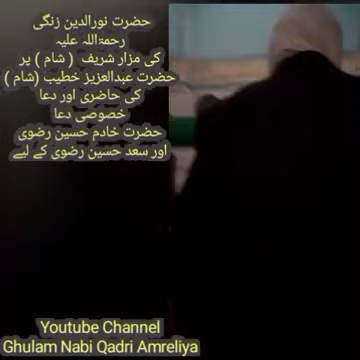 حضرت نورالدین زنگی
رحمۃاللہ علیہ
کی مزار شریف ( شام ) پر
حضرت عبدالعزیز خطیب (شام )
کی حاضری اور دعا
خصوصی دعا
حضرت خادم حسین رضوی
اور سعد حسین رضوی کے لیے
Youtube Channel
Ghulam Nabi Qadri Amreliya